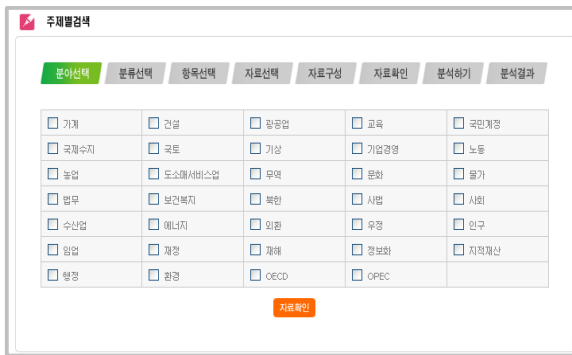 주제별검색
분야선택 분류선택 항목선택 자료선택 자료구성 자료확인 분석하기 분석결과
가계 건설 광공업 교육 국민계정
국제수지 국토 기상 기업경영 노동
농업 도소매서비스업 무역 문화 물가
법무 보건복지 북한 사법 사회
수산업 에너지 외환 우정 인구
임업 재정 재해 정보화 지적재산
행정 환경 OECD OPEC
자료확인